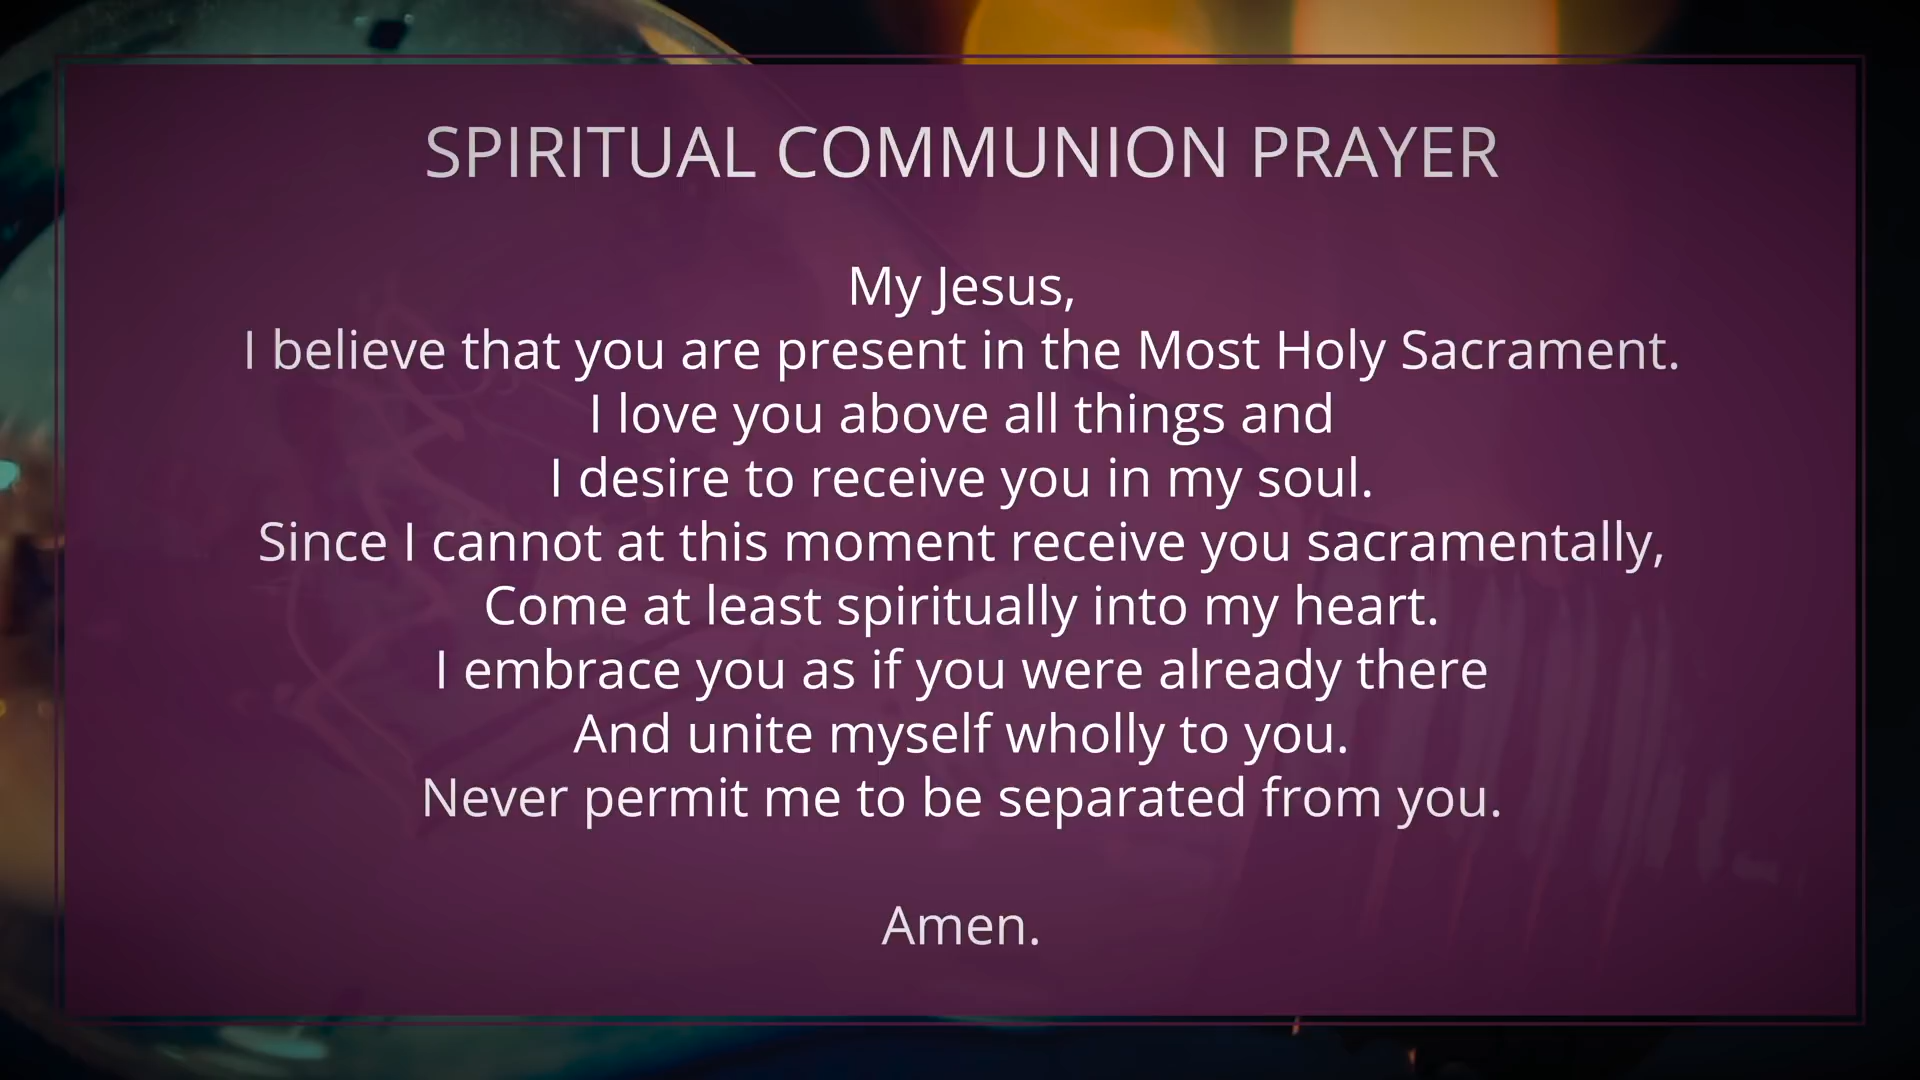 SPIRITUAL COMMUNION PRAYER
My Jesus,
I believe that you are present in the Most Holy Sacrament.
I love you above all things and
I desire to receive you in my soul.
Since I cannot at this moment receive you sacramentally,
Come at least spiritually into my heart.
I embrace you as if you were already there
And unite myself wholly to you.
Never permit me to be separated from you.
Amen.